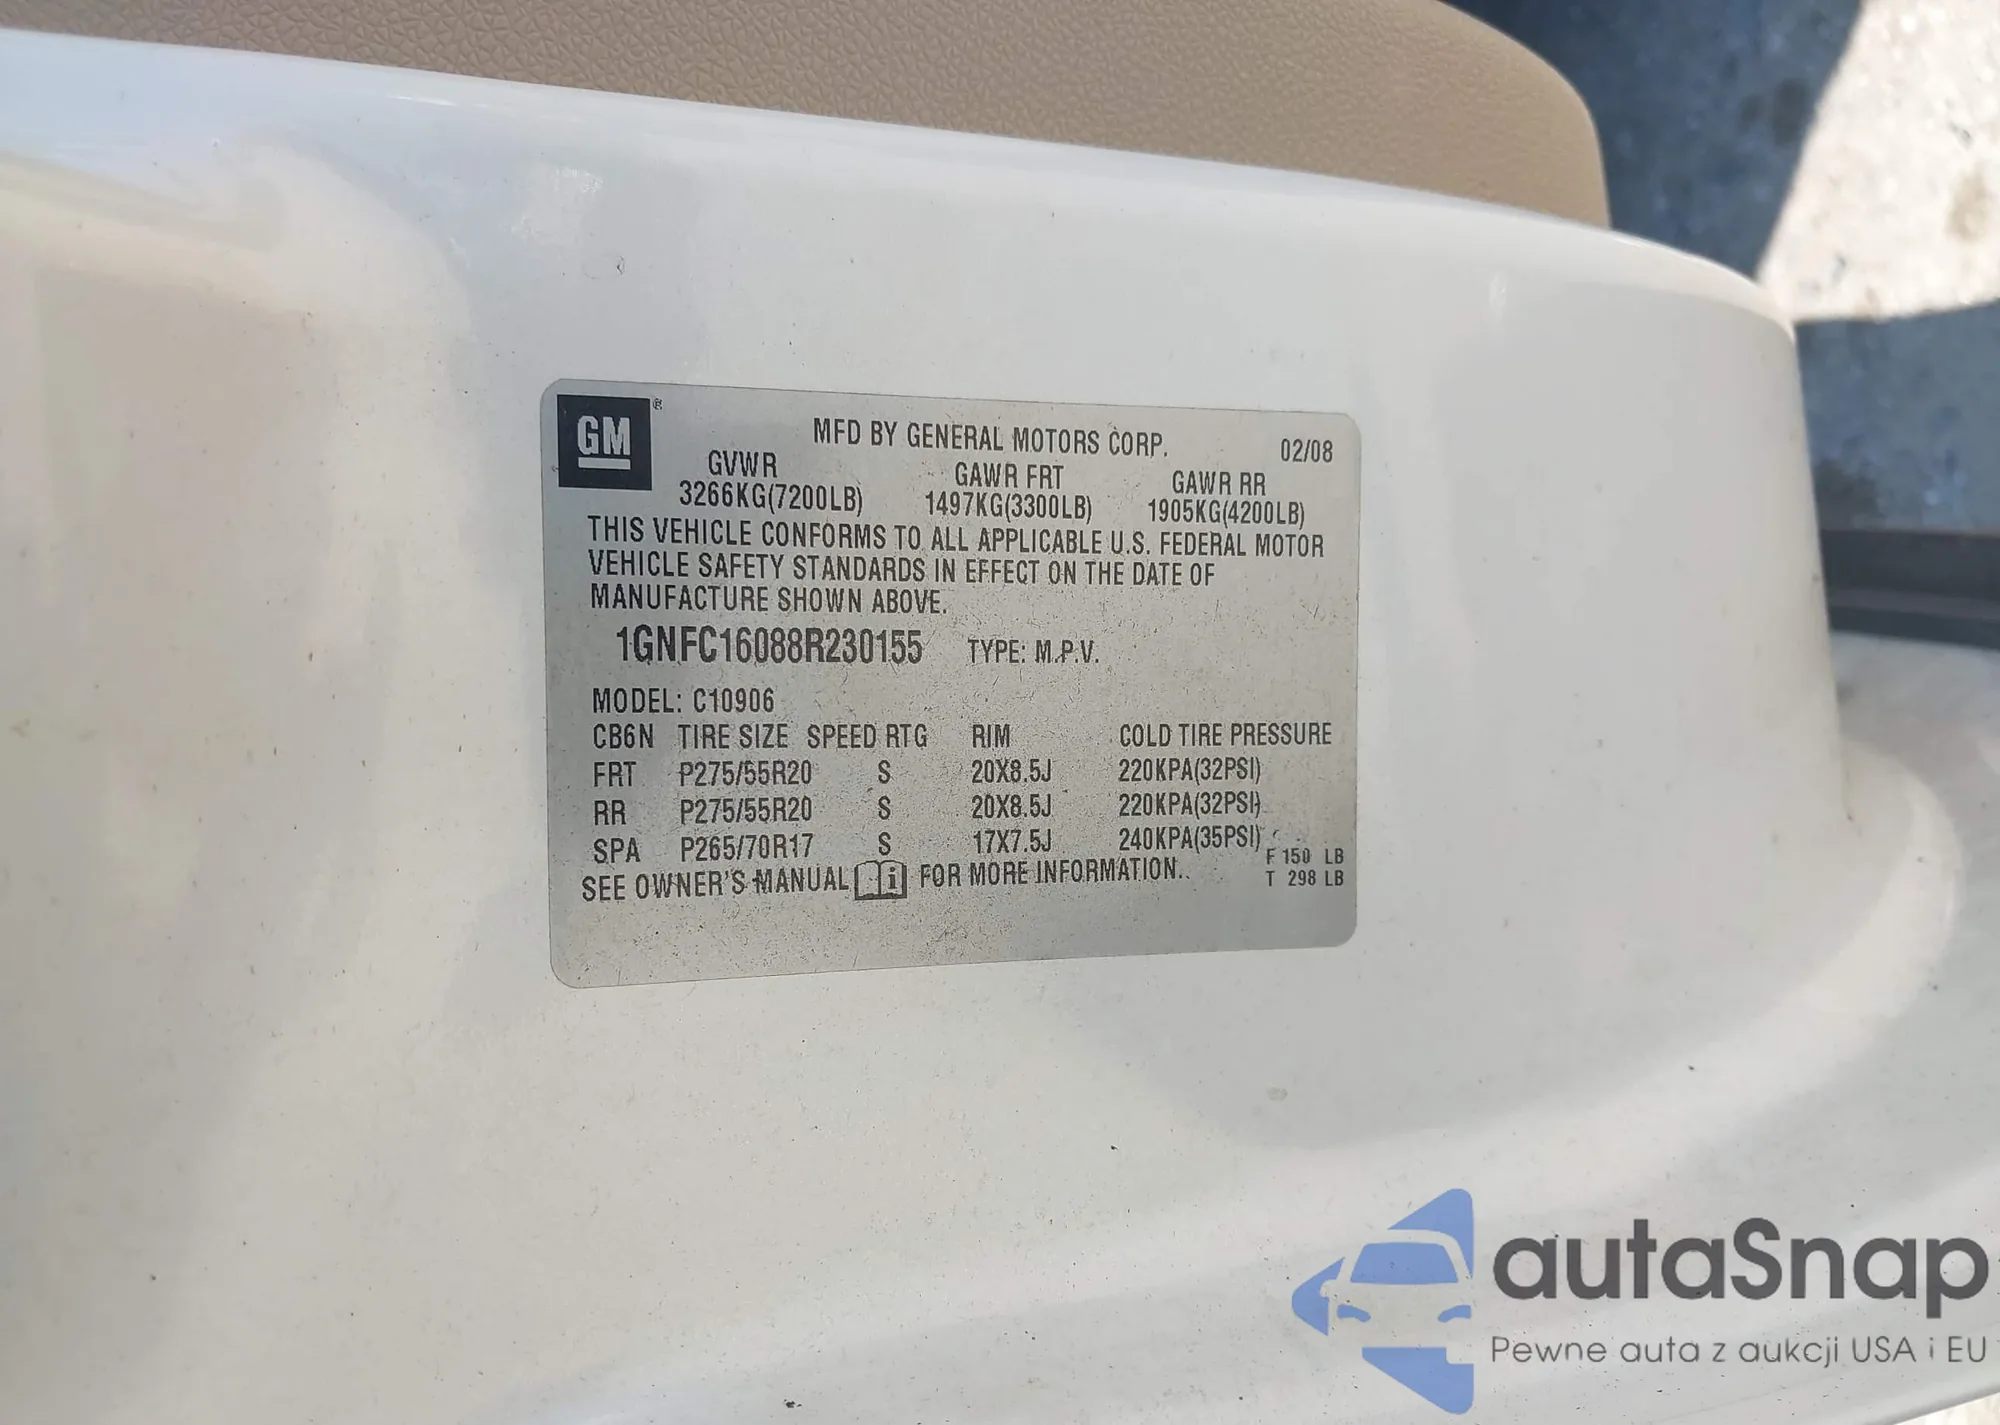 GM ®
MFD BY GENERAL MOTORS CORP. 02/08
GVWR GAWR FRT GAWR RR
3266KG(7200LB) 1497KG(3300LB) 1905KG(4200LB)
THIS VEHICLE CONFORMS TO ALL APPLICABLE U.S. FEDERAL MOTOR
VEHICLE SAFETY STANDARDS IN EFFECT ON THE DATE OF
MANUFACTURE SHOWN ABOVE.
1GNFC16088R230155 TYPE: M.P.V.
MODEL: C10906
CB6N TIRE SIZE SPEED RTG RIM COLD TIRE PRESSURE
FRT P275/55R20 S 20X8.5J 220KPA(32PSI)
RR P275/55R20 S 20X8.5J 220KPA(32PSI)
SPA P265/70R17 S 17X7.5J 240KPA(35PSI)
SEE OWNER'S MANUAL i FOR MORE INFORMATION.
F 150 LB
T 298 LB
autaSnap
Pewne auta z aukcji USA i EU